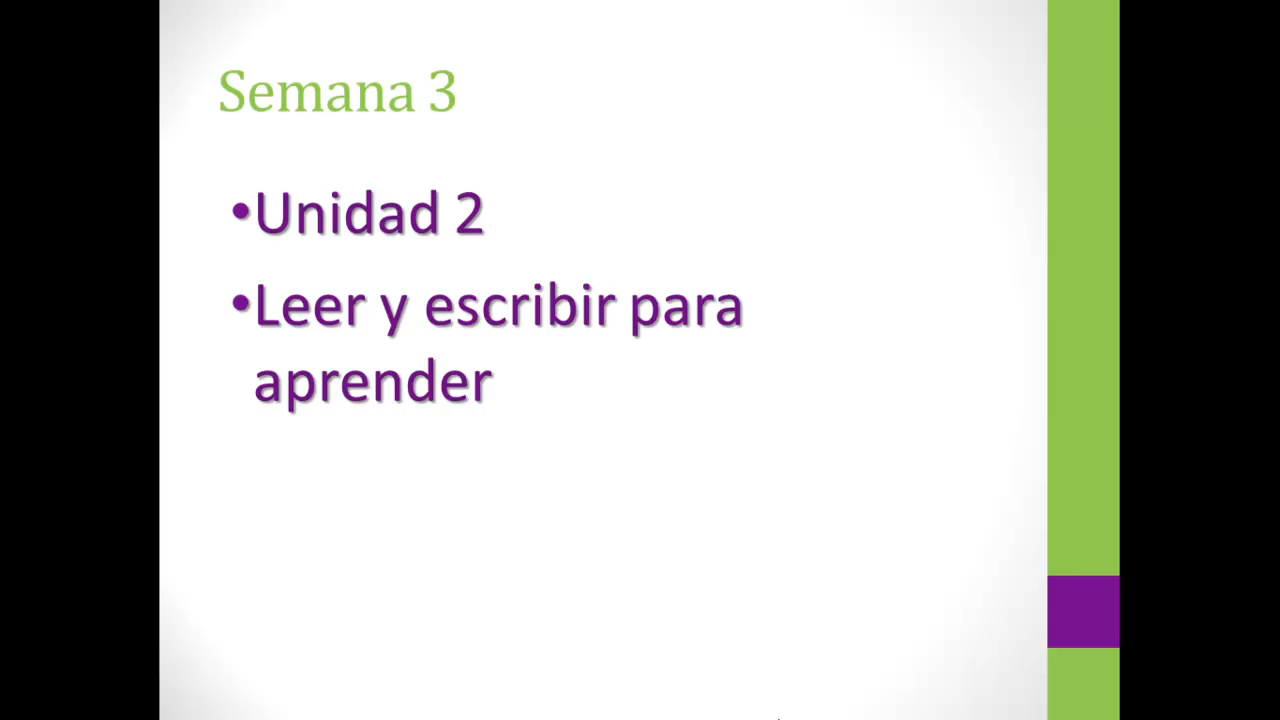 Semana 3
•Unidad 2
•Leer y escribir para
aprender